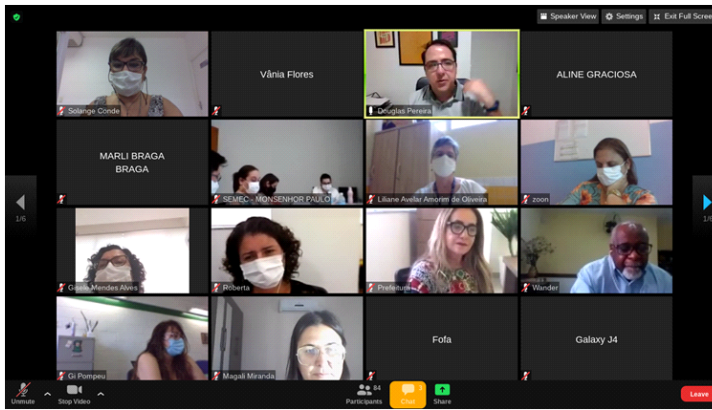 Speaker View
Settings
Exit Full Scree
Vânia Flores
ALINE GRACIOSA
Solange Conde
Douglas Pereira
MARLI BRAGA
BRAGA
SEMEC - MONSENHOR PAULO
Liliane Avelar Amorim de Oliveira
zoon
1/6
1/6
Gisele Mendes Alves
Roberta
Prefeitura
Wander
Fofa
Galaxy J4
Gi Pompeu
Magali Miranda
Unmute
Stop Video
84
Participants
Chat
Share
Leave